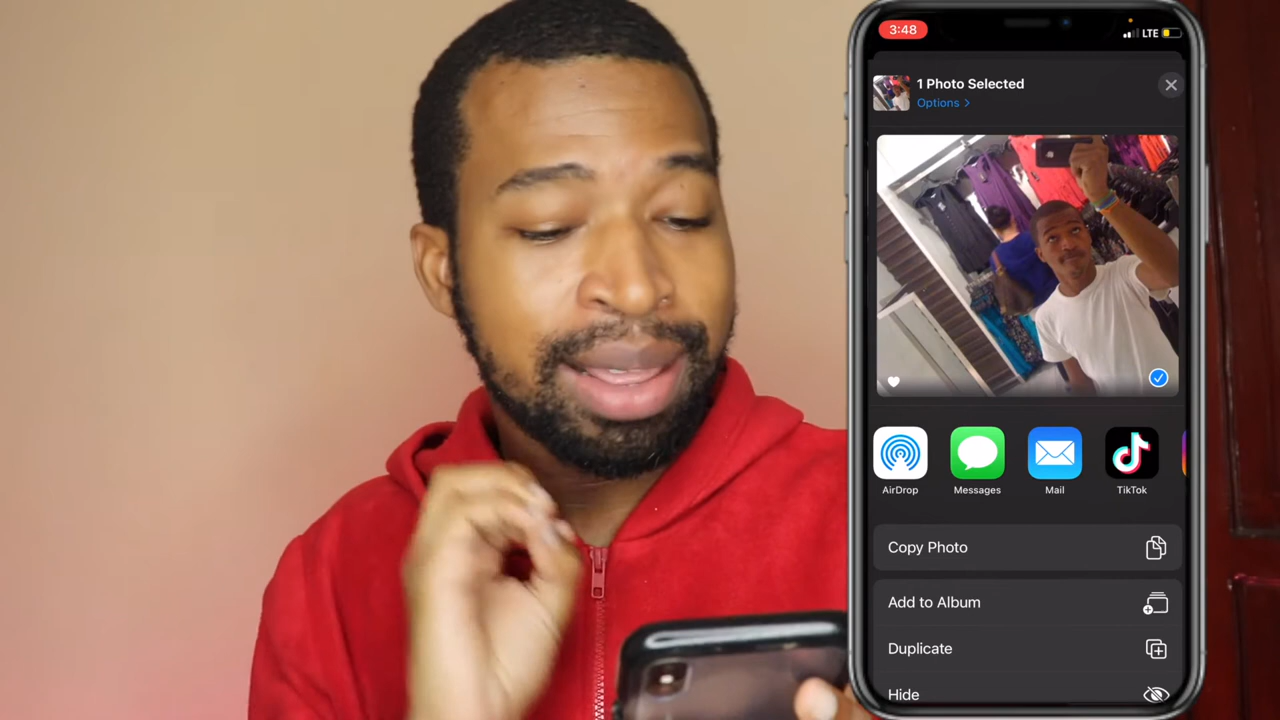 3:48
LTE
1 Photo Selected
Options >
AirDrop
Messages
Mail
TikTok
Copy Photo
Add to Album
Duplicate
Hide